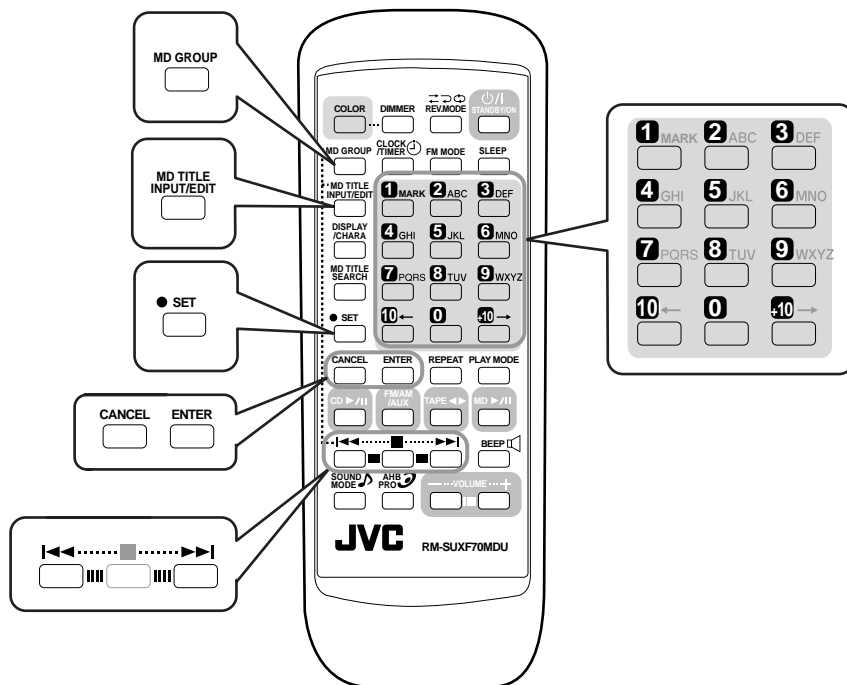 MD GROUP
MD TITLE
INPUT/EDIT
SET
CANCEL ENTER
COLOR DIMMER REV.MODE STANDBY/ON
MD GROUP CLOCK
/TIMER FM MODE SLEEP
MD TITLE
INPUT/EDIT
1 MARK 2 ABC 3 DEF
DISPLAY
/CHARA
4 GHI 5 JKL 6 MNO
MD TITLE
SEARCH
7 PQRS 8 TUV 9 WXYZ
SET
10 ← 0 +10 →
CANCEL ENTER REPEAT PLAY MODE
CD ►/II FM/AM
/AUX TAPE ◄► MD ►/II
BEEP
SOUND
MODE AHB
PRO — VOLUME +
JVC RM-SUXF70MDU
1 MARK 2 ABC 3 DEF
4 GHI 5 JKL 6 MNO
7 PQRS 8 TUV 9 WXYZ
10 ← 0 +10 →